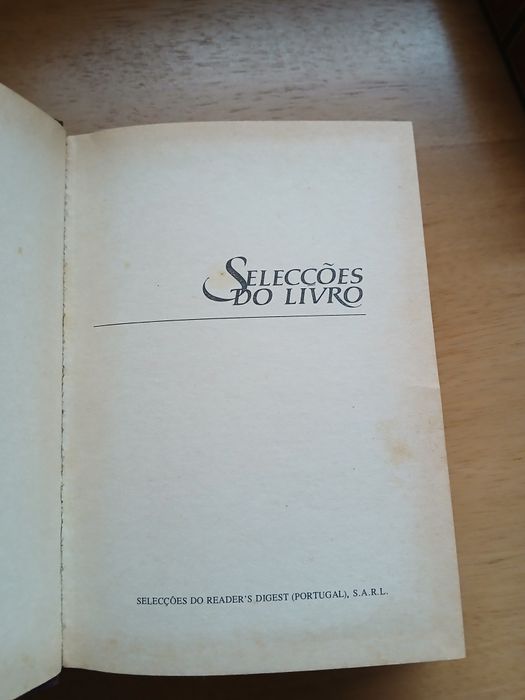 SELECÇÕES
DO LIVRO
SELECÇÕES DO READER'S DIGEST (PORTUGAL), S.A.R.L.